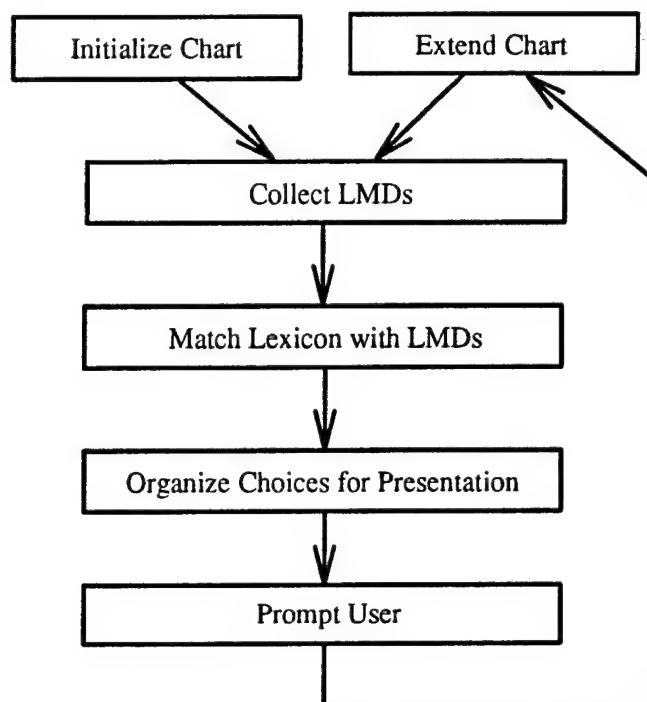 Initialize Chart
Extend Chart
Collect LMDs
Match Lexicon with LMDs
Organize Choices for Presentation
Prompt User